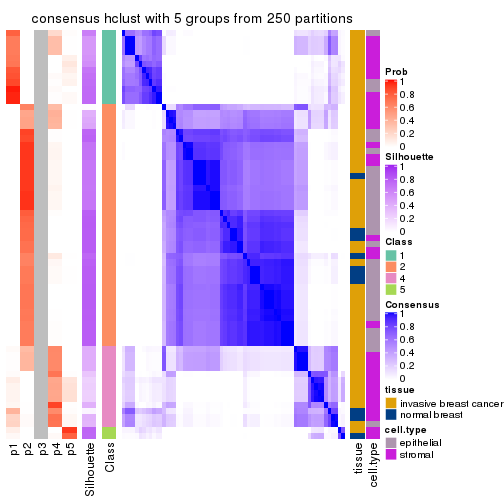 consensus hclust with 5 groups from 250 partitions
Prob
1
0.8
0.6
0.4
0.2
0
Silhouette
1
0.8
0.6
0.4
0.2
0
Class
1
2
4
5
Consensus
1
0.8
0.6
0.4
0.2
0
tissue
invasive breast cancer
normal breast
cell.type
epithelial
stromal
p1
p2
p3
p4
p5
Silhouette
Class
tissue
cell.type